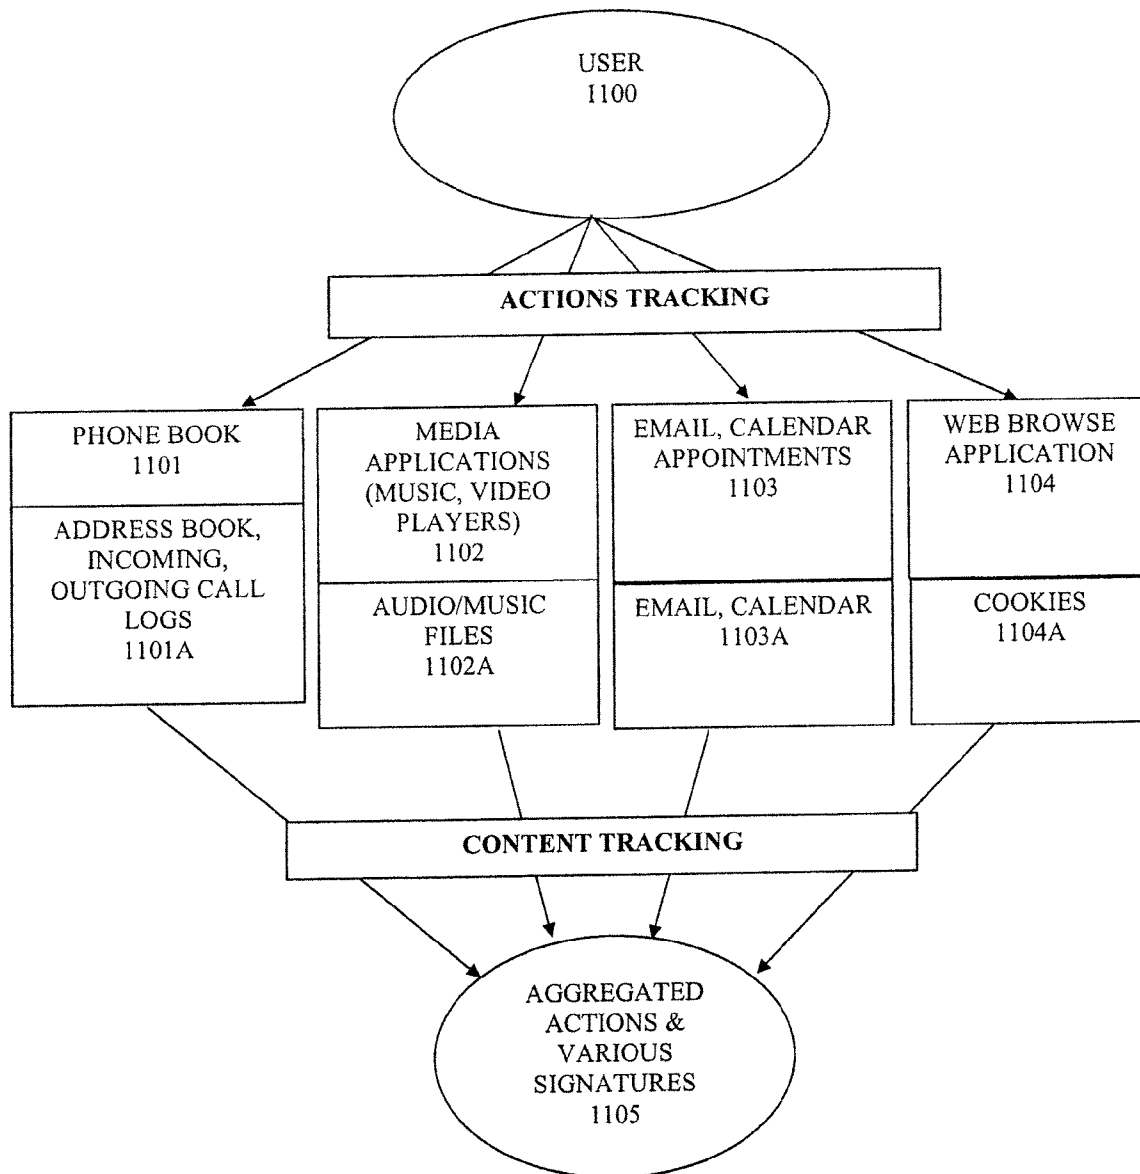 USER
1100
ACTIONS TRACKING
PHONE BOOK
1101
ADDRESS BOOK,
INCOMING,
OUTGOING CALL
LOGS
1101A
MEDIA
APPLICATIONS
(MUSIC, VIDEO
PLAYERS)
1102
AUDIO/MUSIC
FILES
1102A
EMAIL, CALENDAR
APPOINTMENTS
1103
EMAIL, CALENDAR
1103A
WEB BROWSE
APPLICATION
1104
COOKIES
1104A
CONTENT TRACKING
AGGREGATED
ACTIONS &
VARIOUS
SIGNATURES
1105